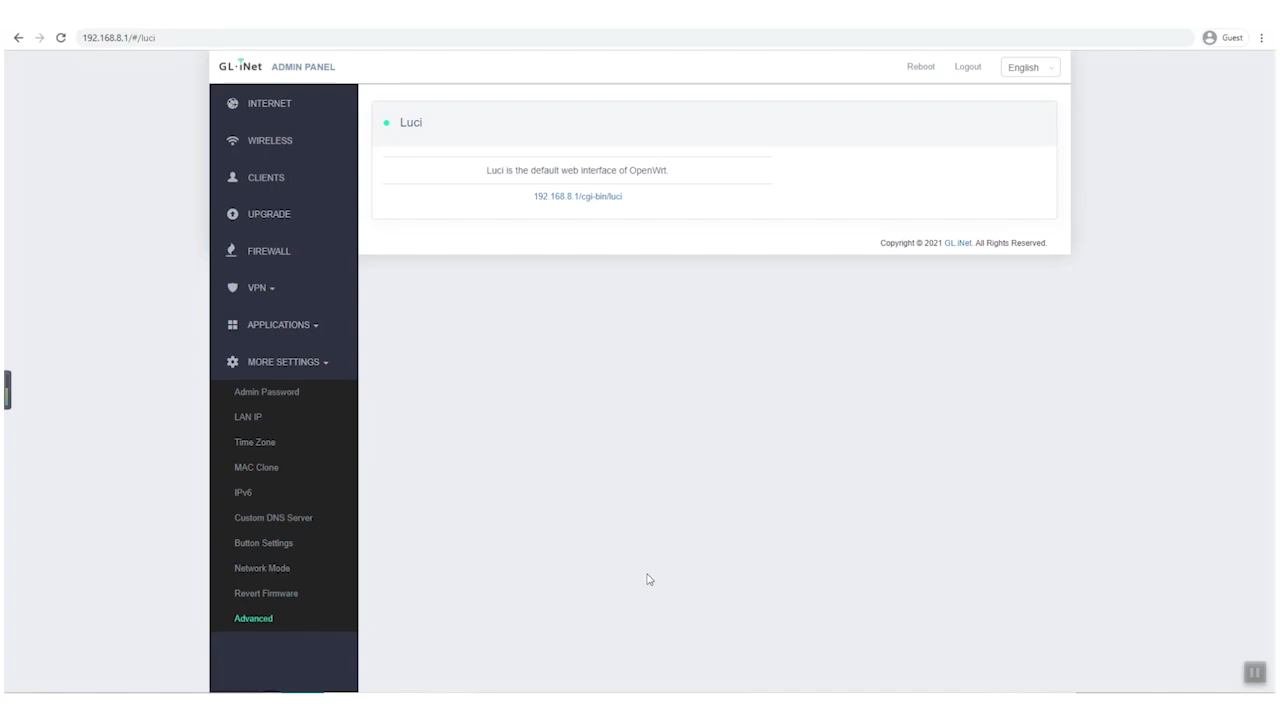 192.168.8.1/#/luci
Guest
GL·iNet ADMIN PANEL
Reboot
Logout
English
INTERNET
WIRELESS
CLIENTS
UPGRADE
FIREWALL
VPN
APPLICATIONS
MORE SETTINGS
Admin Password
LAN IP
Time Zone
MAC Clone
IPv6
Custom DNS Server
Button Settings
Network Mode
Revert Firmware
Advanced
Luci
Luci is the default web interface of OpenWrt.
192.168.8.1/cgi-bin/luci
Copyright © 2021 GL.iNet. All Rights Reserved.